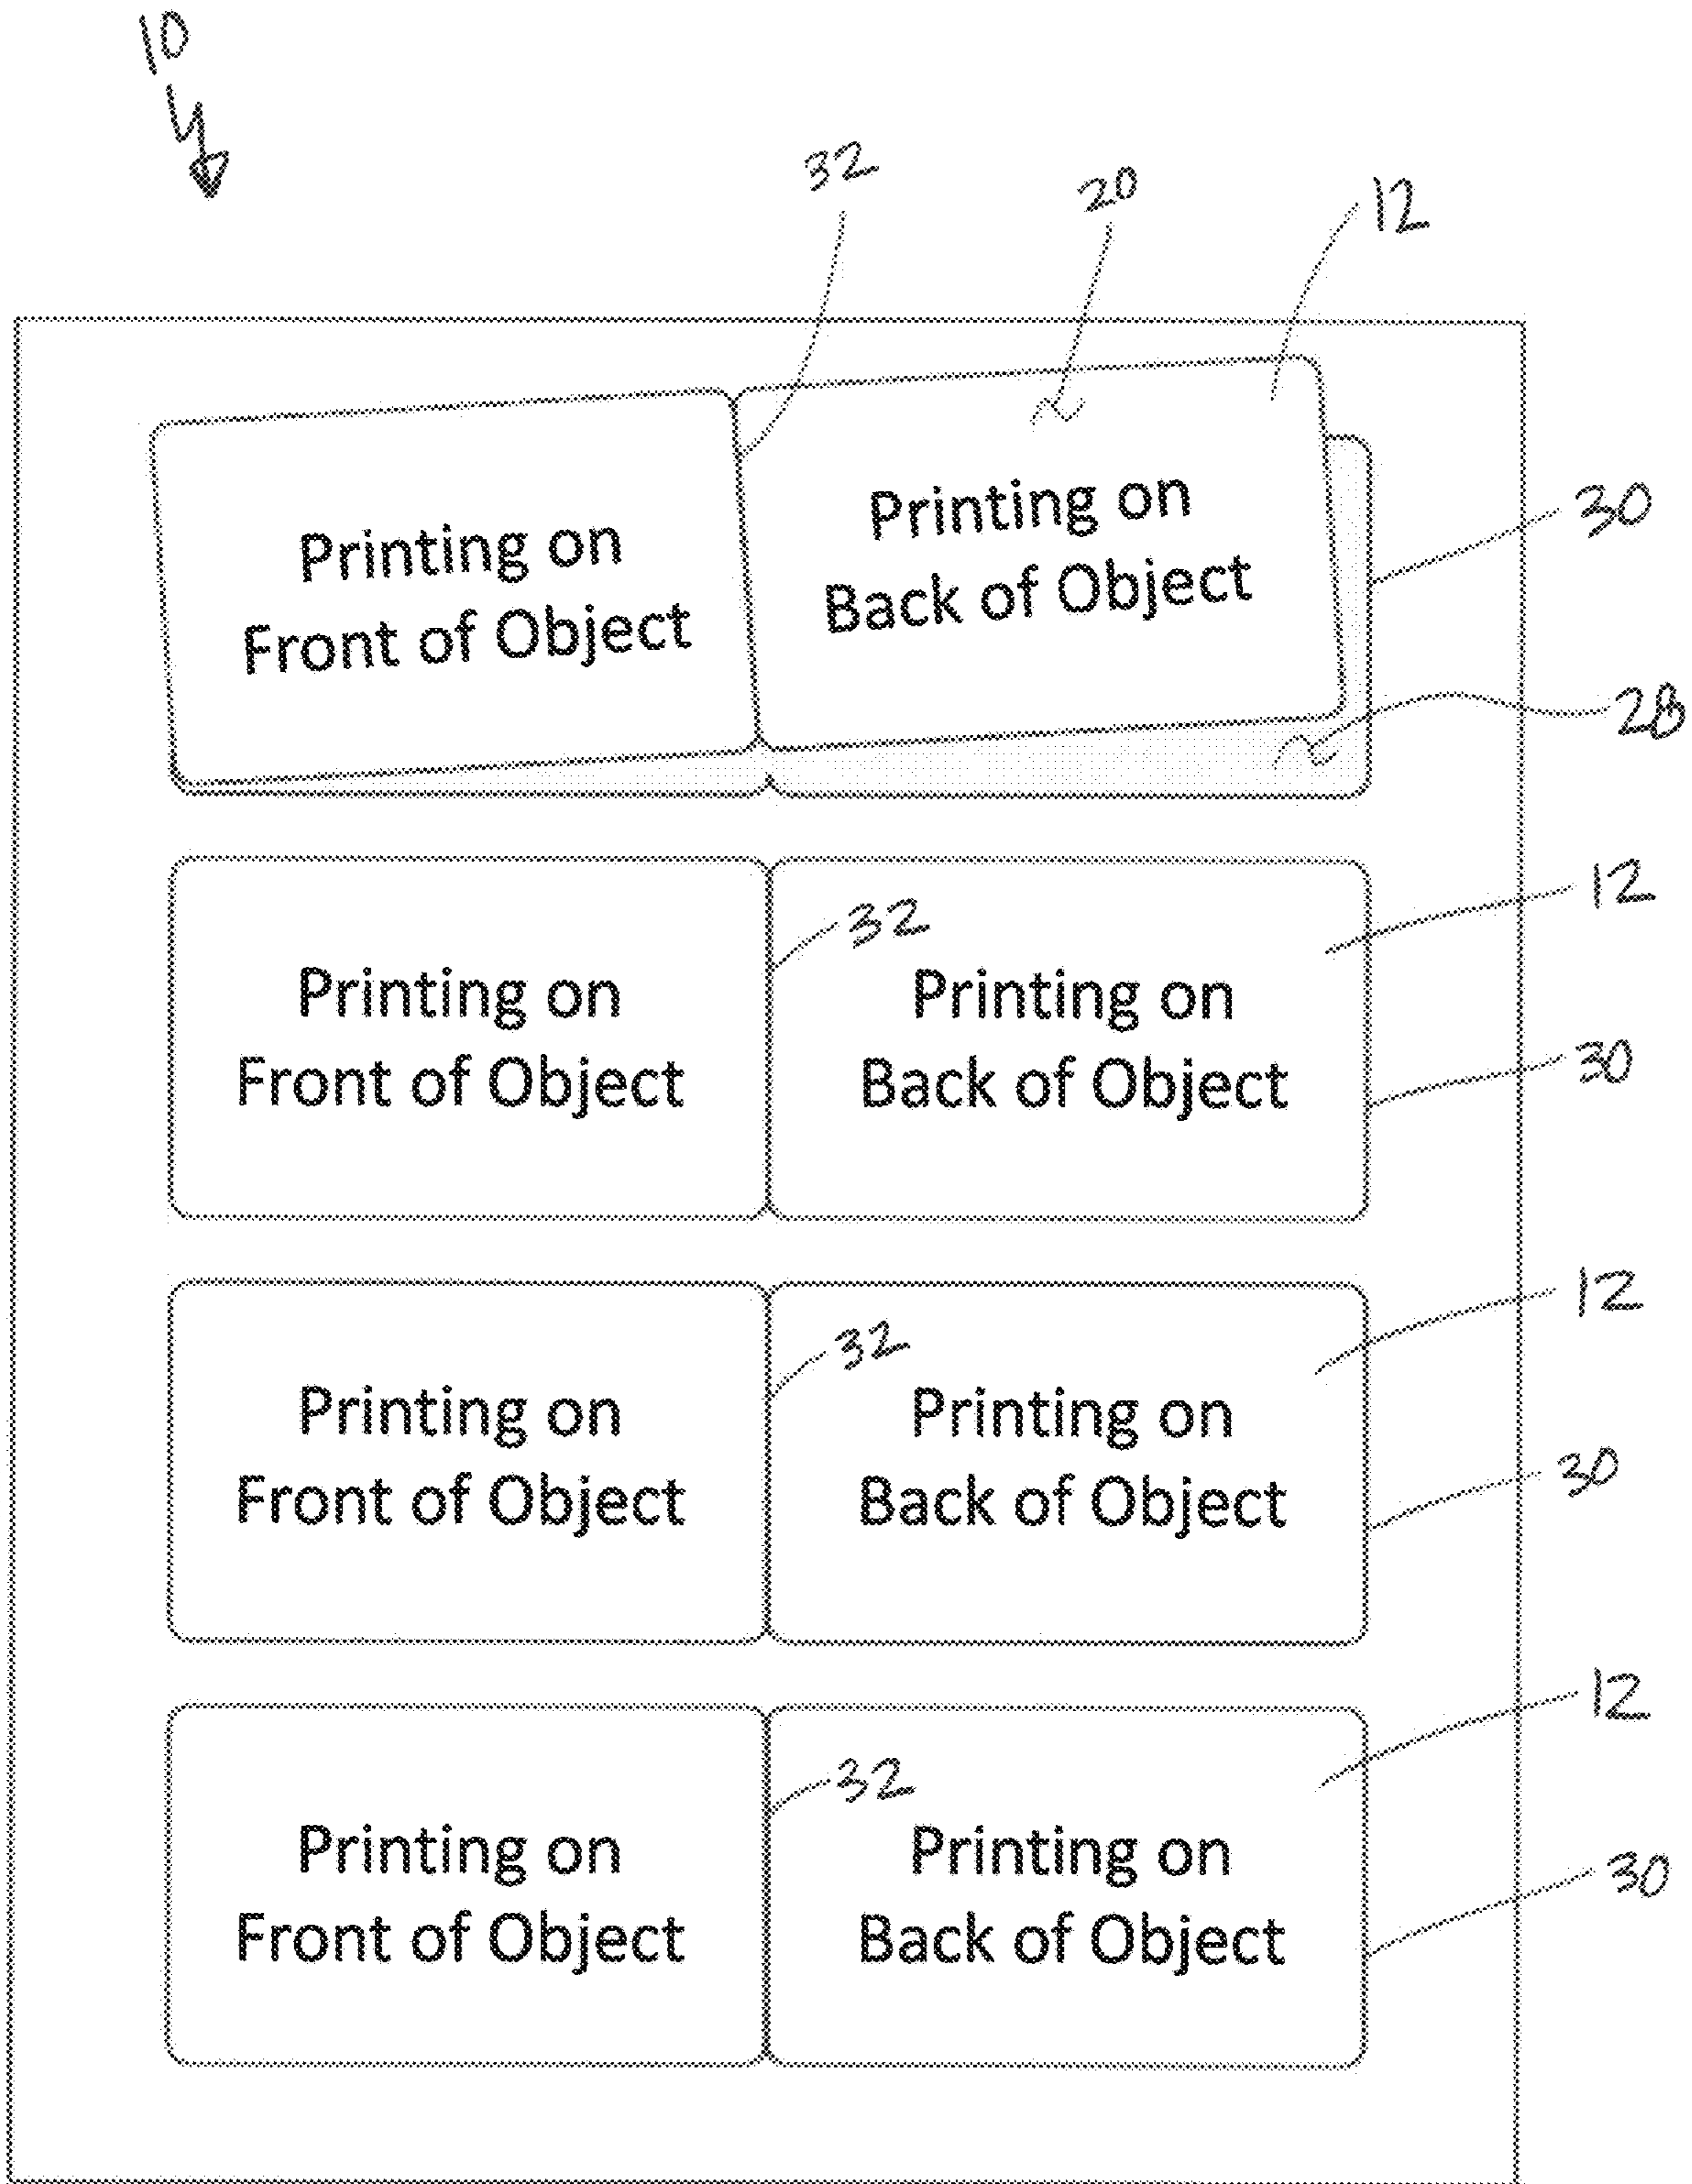 10
32
20
12
Printing on
Front of Object
Printing on
Back of Object
30
28
Printing on
Front of Object
32
Printing on
Back of Object
12
30
Printing on
Front of Object
32
Printing on
Back of Object
12
30
Printing on
Front of Object
32
Printing on
Back of Object
12
30